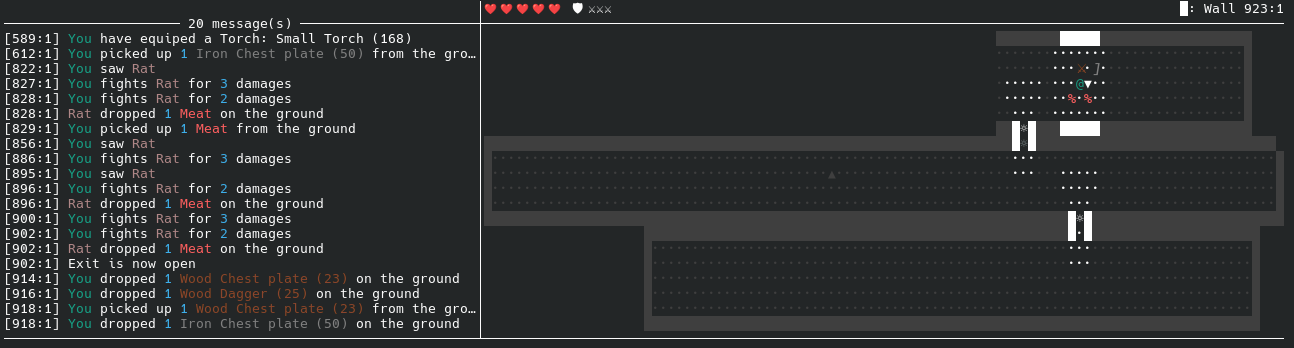 ❤️❤️❤️❤️❤️ 🛡 ⚔⚔⚔ █: Wall 923:1
20 message(s)
[589:1] You have equiped a Torch: Small Torch (168)
[612:1] You picked up 1 Iron Chest plate (50) from the gro…
[822:1] You saw Rat
[827:1] You fights Rat for 3 damages
[828:1] You fights Rat for 2 damages
[828:1] Rat dropped 1 Meat on the ground
[829:1] You picked up 1 Meat from the ground
[856:1] You saw Rat
[886:1] You fights Rat for 3 damages
[895:1] You saw Rat
[896:1] You fights Rat for 2 damages
[896:1] Rat dropped 1 Meat on the ground
[900:1] You fights Rat for 3 damages
[902:1] You fights Rat for 2 damages
[902:1] Rat dropped 1 Meat on the ground
[902:1] Exit is now open
[914:1] You dropped 1 Wood Chest plate (23) on the ground
[916:1] You dropped 1 Wood Dagger (25) on the ground
[918:1] You picked up 1 Wood Chest plate (23) from the gro…
[918:1] You dropped 1 Iron Chest plate (50) on the ground
]
@▼
% %